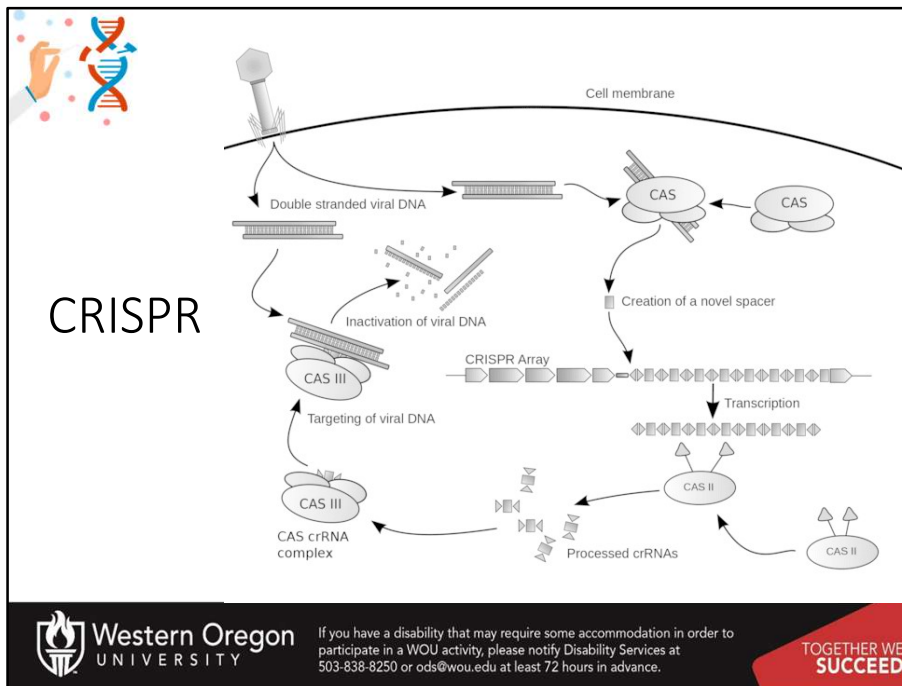 CRISPR
Cell membrane
Double stranded viral DNA
CAS
CAS
Creation of a novel spacer
Inactivation of viral DNA
CRISPR Array
CAS III
Transcription
Targeting of viral DNA
CAS II
CAS III
CAS crRNA
complex
Processed crRNAs
CAS II
Western Oregon
UNIVERSITY
If you have a disability that may require some accommodation in order to
participate in a WOU activity, please notify Disability Services at
503-838-8250 or ods@wou.edu at least 72 hours in advance.
TOGETHER WE
SUCCEED